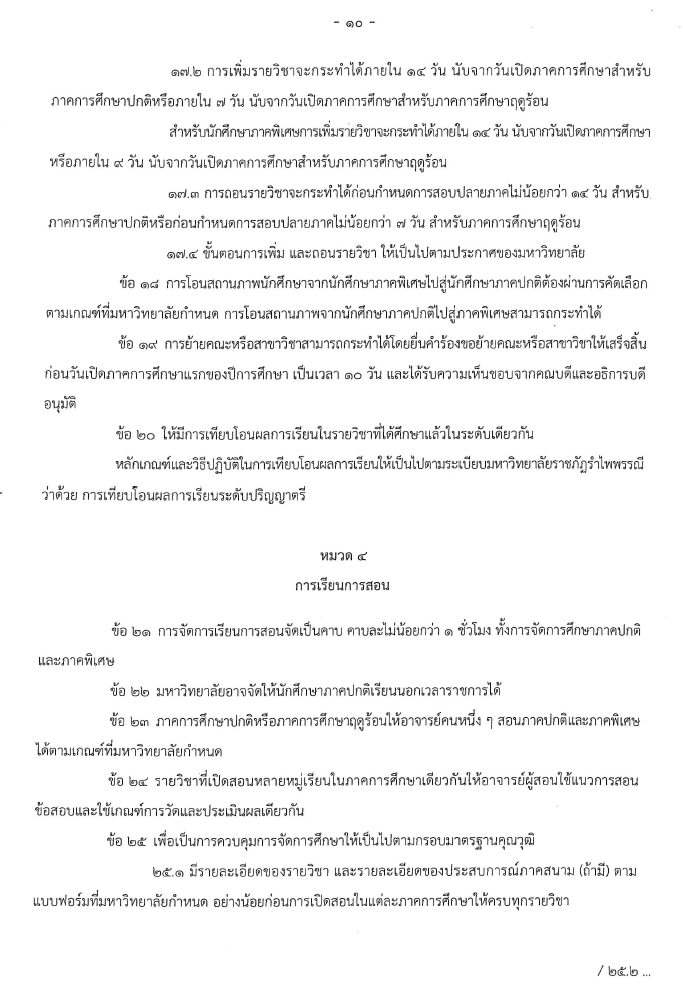 - ๑๐ -
๑๗.๒ การเพิ่มรายวิชาจะกระทำได้ภายใน ๑๔ วัน นับจากวันเปิดภาคการศึกษาสำหรับ
ภาคการศึกษาปกติหรือภายใน ๗ วัน นับจากวันเปิดภาคการศึกษาสำหรับภาคการศึกษาฤดูร้อน
สำหรับนักศึกษาภาคพิเศษการเพิ่มรายวิชาจะกระทำได้ภายใน ๑๔ วัน นับจากวันเปิดภาคการศึกษา
หรือภายใน ๙ วัน นับจากวันเปิดภาคการศึกษาสำหรับภาคการศึกษาฤดูร้อน
๑๗.๓ การถอนรายวิชาจะกระทำได้ก่อนกำหนดการสอบปลายภาคไม่น้อยกว่า ๑๔ วัน สำหรับ
ภาคการศึกษาปกติหรือก่อนกำหนดการสอบปลายภาคไม่น้อยกว่า ๗ วัน สำหรับภาคการศึกษาฤดูร้อน
๑๗.๔ ขั้นตอนการเพิ่ม และถอนรายวิชา ให้เป็นไปตามประกาศของมหาวิทยาลัย
ข้อ ๑๘ การโอนสถานภาพนักศึกษาจากนักศึกษาภาคพิเศษไปสู่นักศึกษาภาคปกติต้องผ่านการคัดเลือก
ตามเกณฑ์ที่มหาวิทยาลัยกำหนด การโอนสถานภาพจากนักศึกษาภาคปกติไปสู่ภาคพิเศษสามารถกระทำได้
ข้อ ๑๙ การย้ายคณะหรือสาขาวิชาสามารถกระทำได้โดยยื่นคำร้องขอย้ายคณะหรือสาขาวิชาให้เสร็จสิ้น
ก่อนวันเปิดภาคการศึกษาแรกของปีการศึกษา เป็นเวลา ๑๐ วัน และได้รับความเห็นชอบจากคณบดีและอธิการบดี
อนุมัติ
ข้อ ๒๐ ให้มีการเทียบโอนผลการเรียนในรายวิชาที่ได้ศึกษาแล้วในระดับเดียวกัน
หลักเกณฑ์และวิธีปฏิบัติในการเทียบโอนผลการเรียนให้เป็นไปตามระเบียบมหาวิทยาลัยราชภัฏรำไพพรรณี
ว่าด้วย การเทียบโอนผลการเรียนระดับปริญญาตรี
หมวด ๔
การเรียนการสอน
ข้อ ๒๑ การจัดการเรียนการสอนจัดเป็นคาบ คาบละไม่น้อยกว่า ๑ ชั่วโมง ทั้งการจัดการศึกษาภาคปกติ
และภาคพิเศษ
ข้อ ๒๒ มหาวิทยาลัยอาจจัดให้นักศึกษาภาคปกติเรียนนอกเวลาราชการได้
ข้อ ๒๓ ภาคการศึกษาปกติหรือภาคการศึกษาฤดูร้อนให้อาจารย์คนหนึ่ง ๆ สอนภาคปกติและภาคพิเศษ
ได้ตามเกณฑ์ที่มหาวิทยาลัยกำหนด
ข้อ ๒๔ รายวิชาที่เปิดสอนหลายหมู่เรียนในภาคการศึกษาเดียวกันให้อาจารย์ผู้สอนใช้แนวการสอน
ข้อสอบและใช้เกณฑ์การวัดและประเมินผลเดียวกัน
ข้อ ๒๕ เพื่อเป็นการควบคุมการจัดการศึกษาให้เป็นไปตามกรอบมาตรฐานคุณวุฒิ
๒๕.๑ มีรายละเอียดของรายวิชา และรายละเอียดของประสบการณ์ภาคสนาม (ถ้ามี) ตาม
แบบฟอร์มที่มหาวิทยาลัยกำหนด อย่างน้อยก่อนการเปิดสอนในแต่ละภาคการศึกษาให้ครบทุกรายวิชา
/ ๒๕.๒ ...